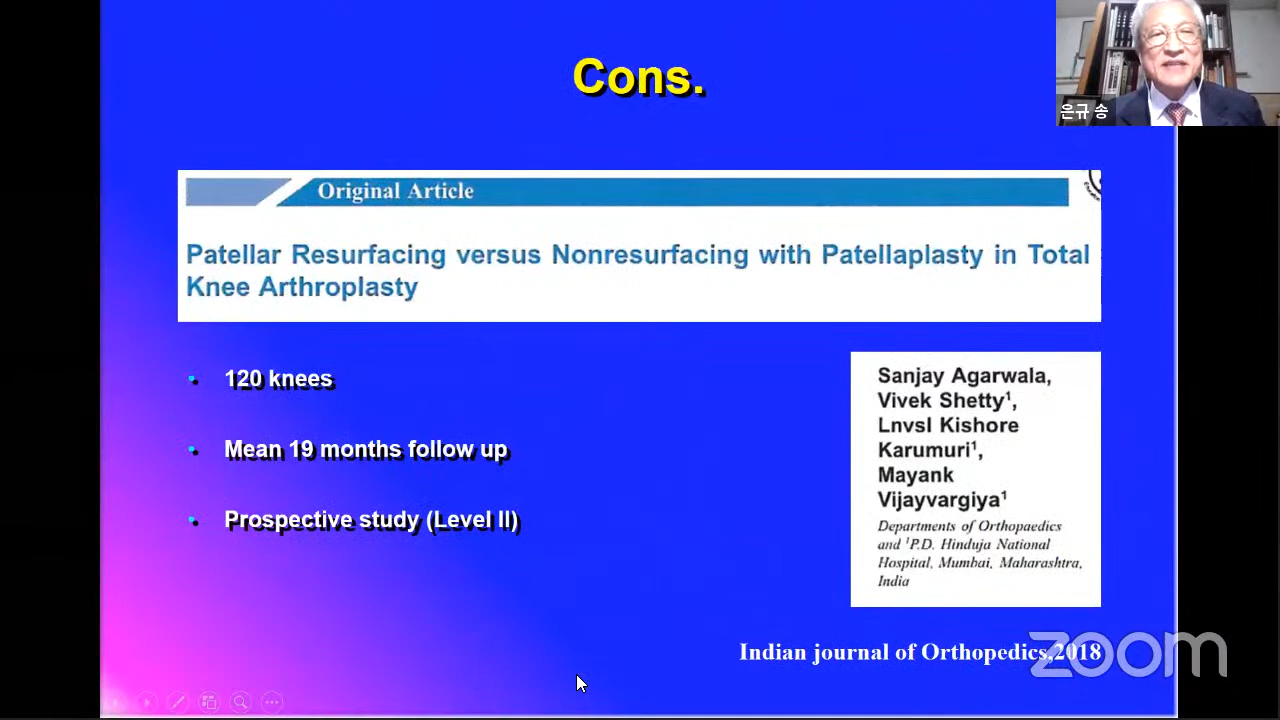 Cons.
은규 송
Original Article
Patellar Resurfacing versus Nonresurfacing with Patellaplasty in Total
Knee Arthroplasty
• 120 knees
• Mean 19 months follow up
• Prospective study (Level II)
Sanjay Agarwala,
Vivek Shetty¹,
Lnvsl Kishore
Karumuri¹,
Mayank
Vijayvargiya¹
Departments of Orthopaedics
and ¹P.D. Hinduja National
Hospital, Mumbai, Maharashtra,
India
Indian journal of Orthopedics,2018
zoom